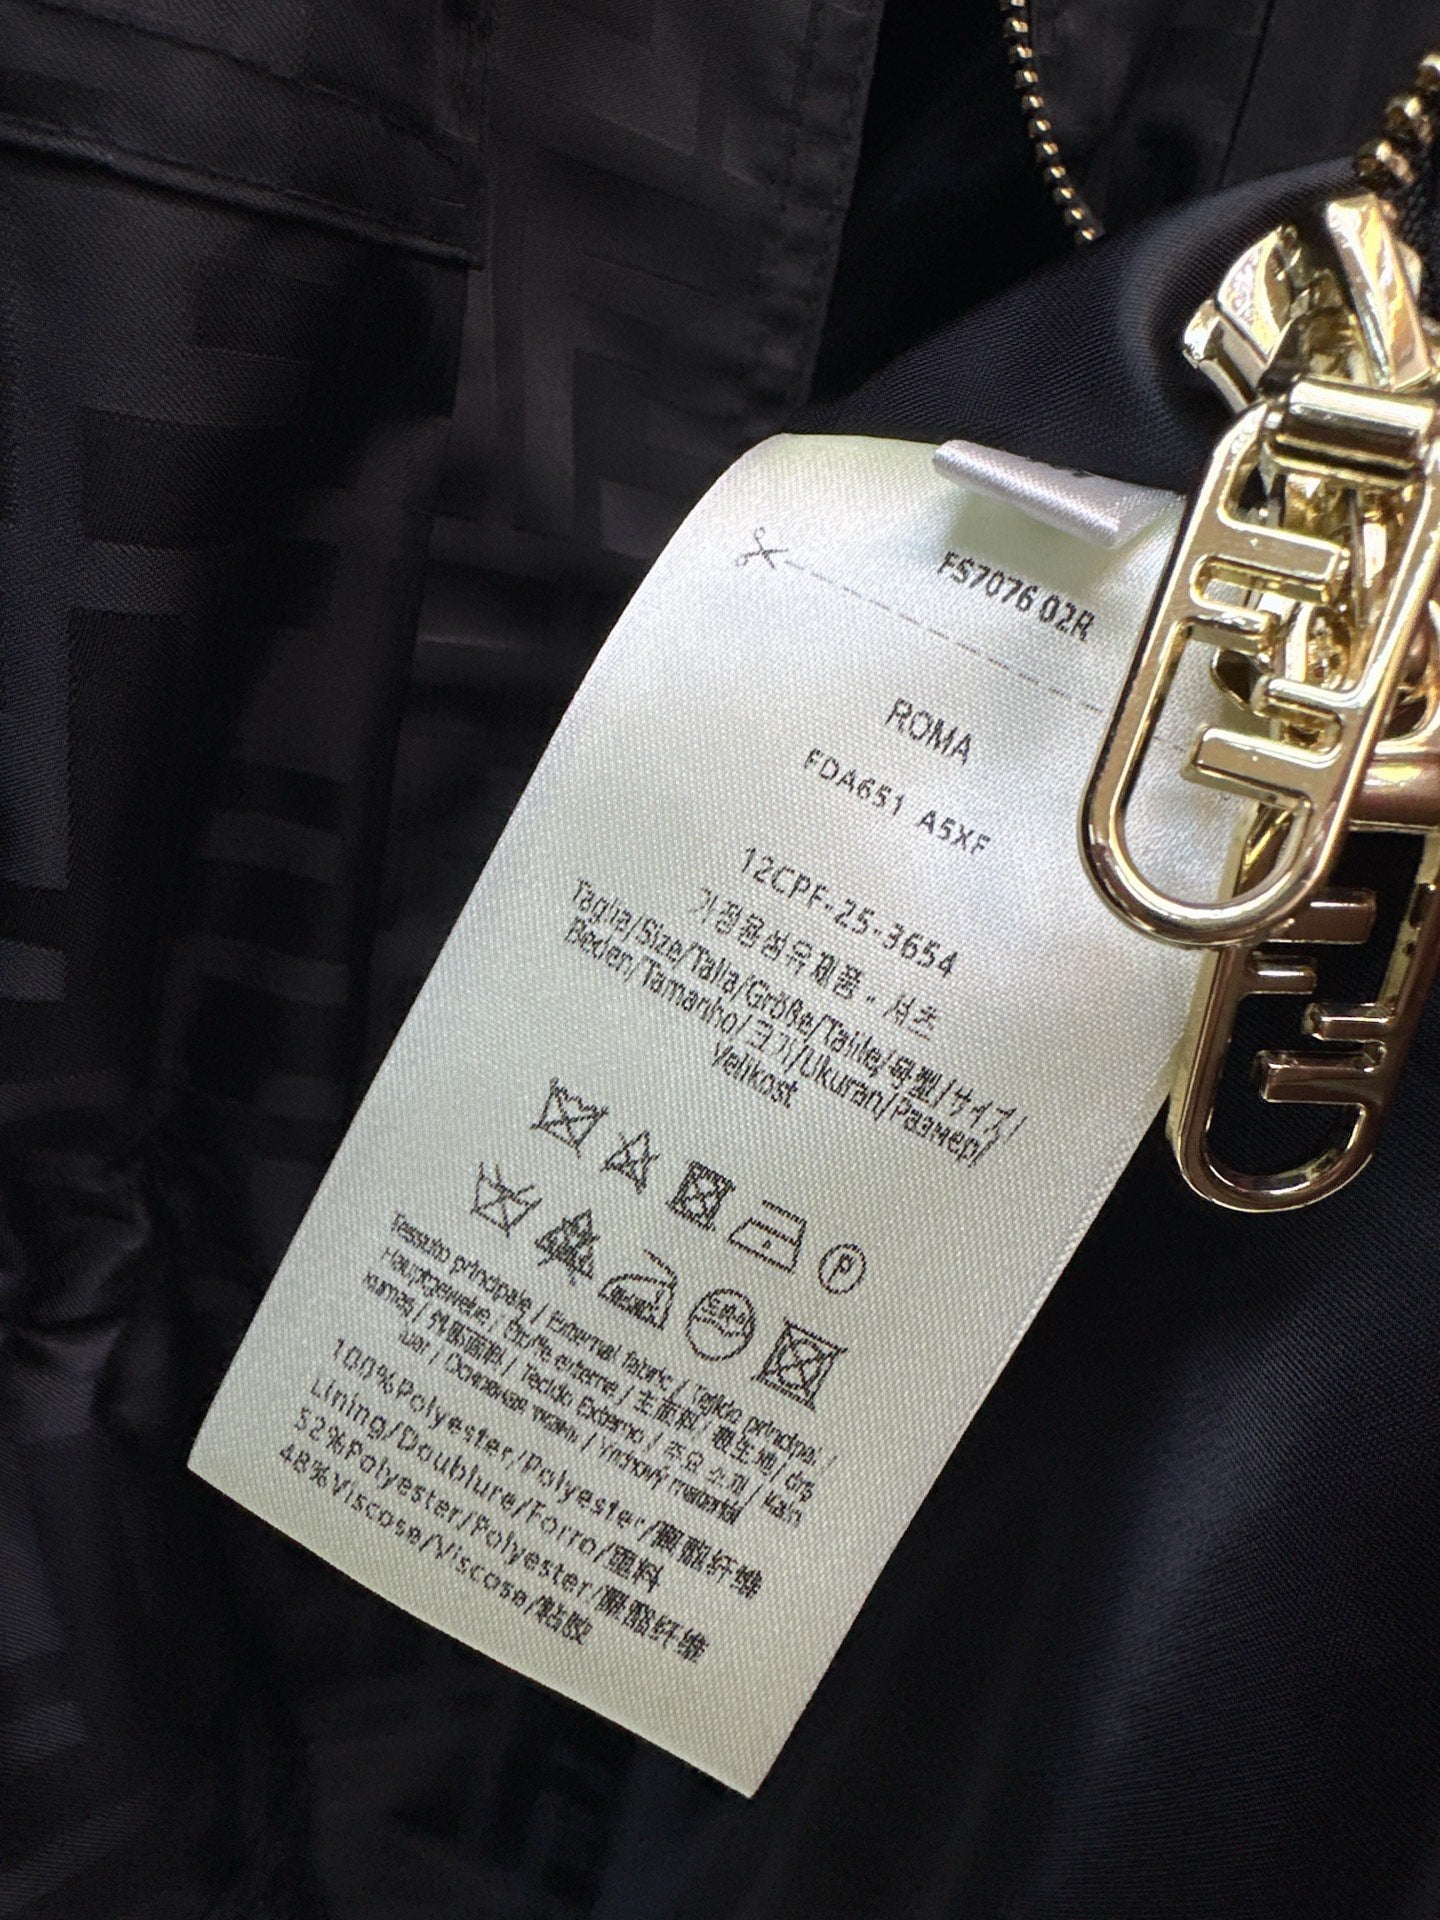 FS7076 02R
ROMA
FDA651 A5XF
12CPF-25-3654
가정용섬유제품 - 셔츠
Taglia/Size/Talla/Größe/Taille/号型/サイズ/
Beden/Tamanho/크기/Ukuran/Размер/
Velikost
P
Tessuto principale / External fabric / Tejido principal /
Hauptgewebe / Étoffe externe / 主面料 / 表生地 / dış
kumaş / 外部面料 / Tecido Externo / 주요 소재 / Kain
luar / Основная ткань / Vrchový materiál
100%Polyester/Polyester/聚酯纤维
Lining/Doublure/Forro/里料
52%Polyester/Polyester/聚酯纤维
48%Viscose/Viscose/粘胶